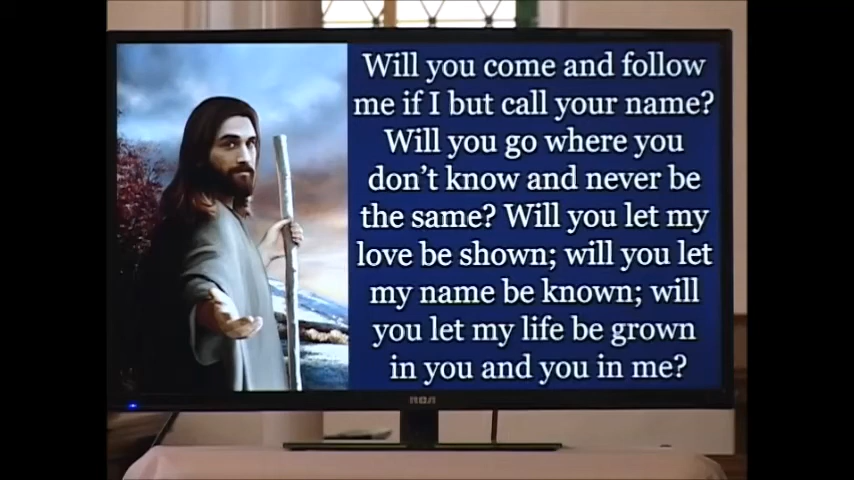 Will you come and follow
me if I but call your name?
Will you go where you
don't know and never be
the same? Will you let my
love be shown; will you let
my name be known; will
you let my life be grown
in you and you in me?
RCA